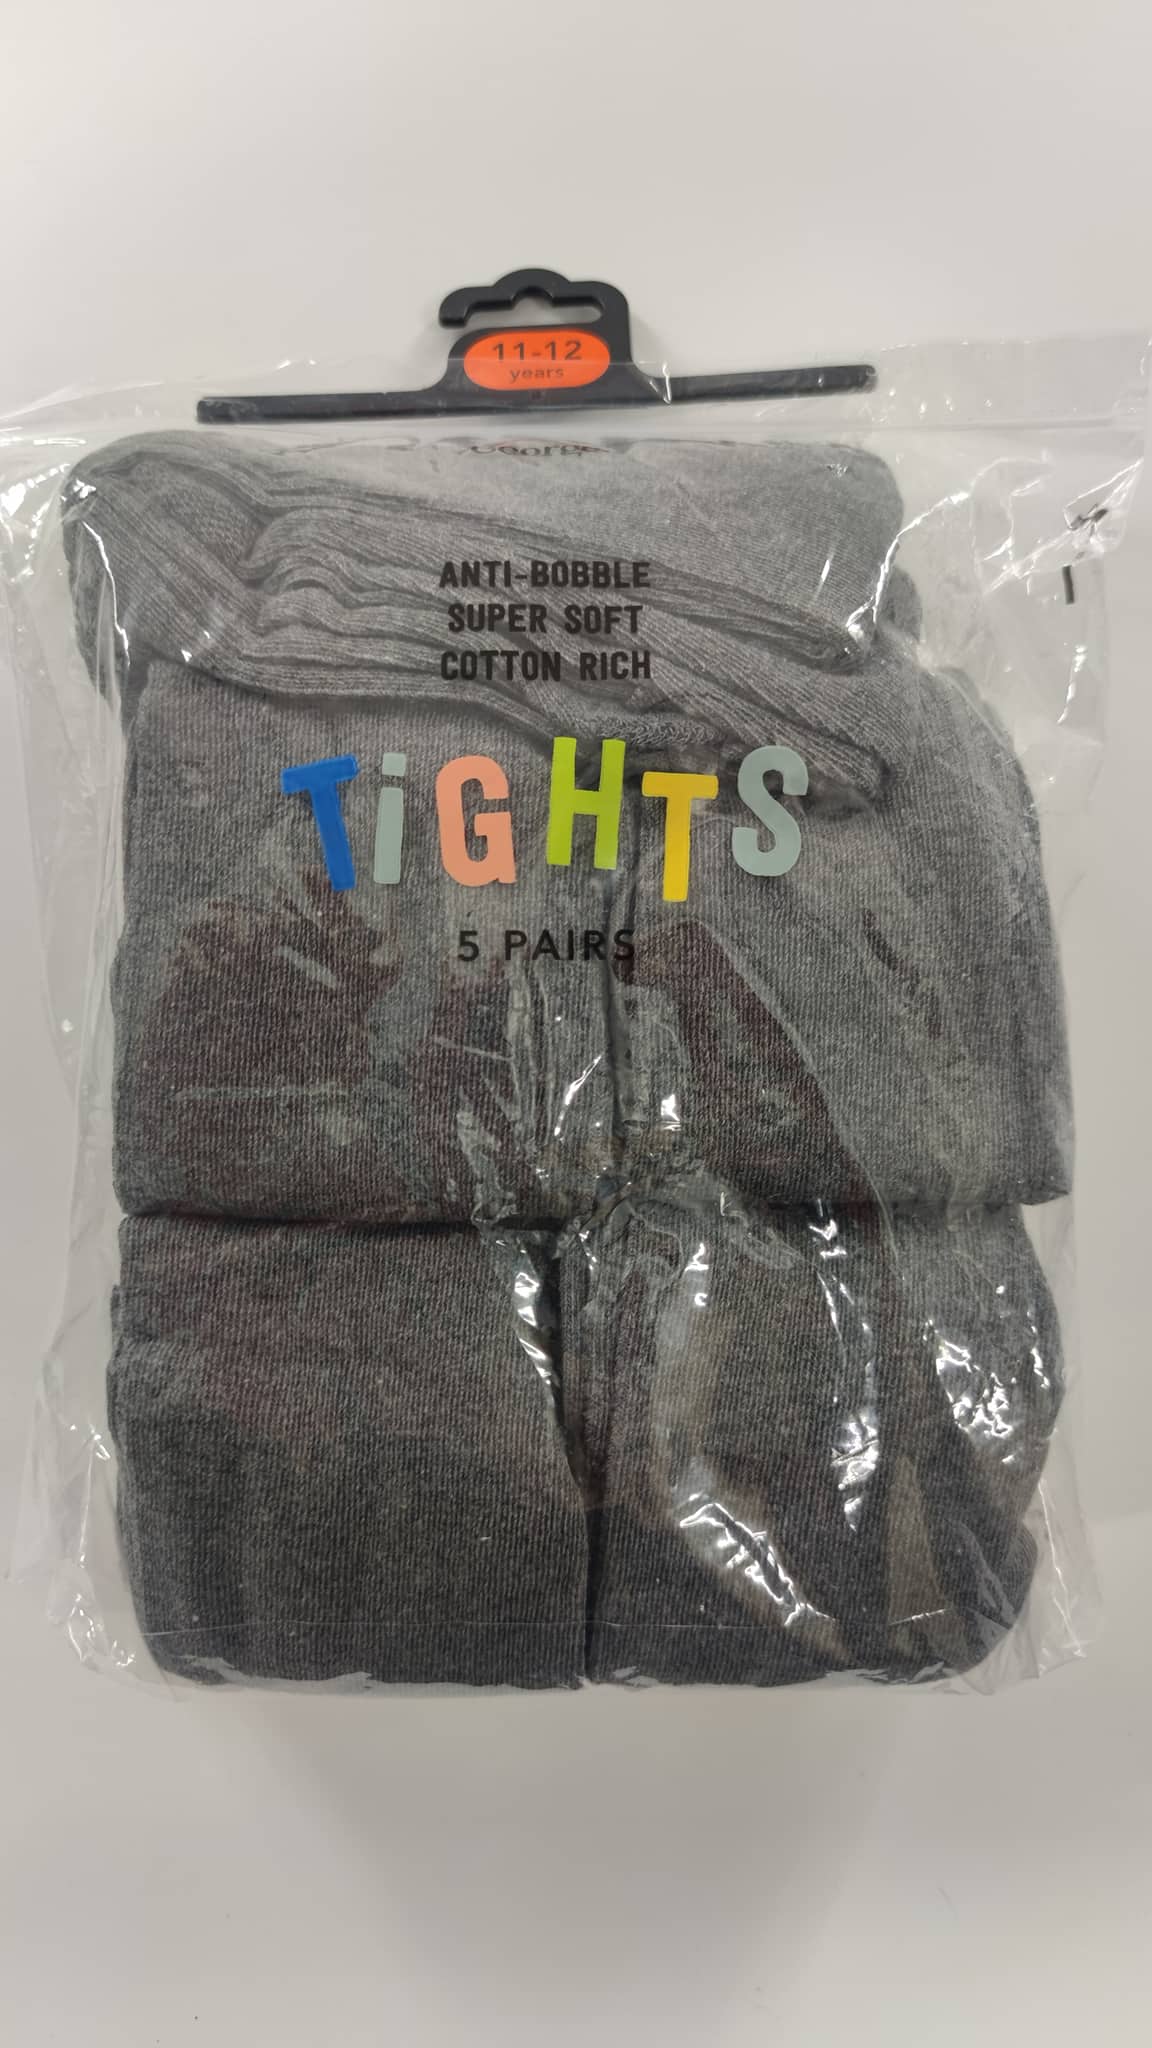 11-12
years
George
ANTI-BOBBLE
SUPER SOFT
COTTON RICH
TiGHTS
5 PAIRS